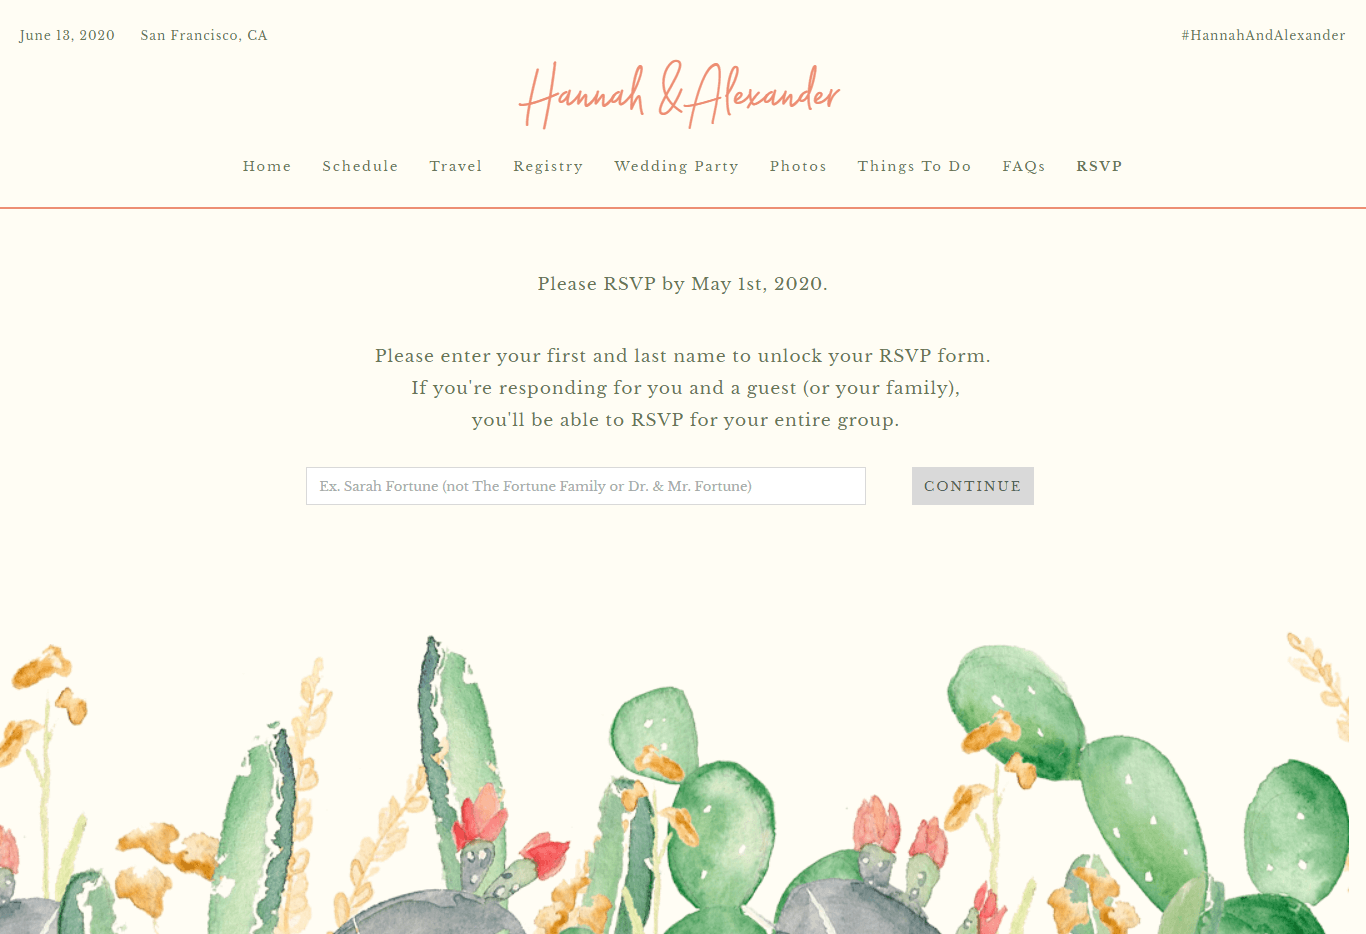 June 13, 2020 San Francisco, CA #HannahAndAlexander
Hannah & Alexander
Home Schedule Travel Registry Wedding Party Photos Things To Do FAQs RSVP
Please RSVP by May 1st, 2020.
Please enter your first and last name to unlock your RSVP form.
If you're responding for you and a guest (or your family),
you'll be able to RSVP for your entire group.
Ex. Sarah Fortune (not The Fortune Family or Dr. & Mr. Fortune) CONTINUE